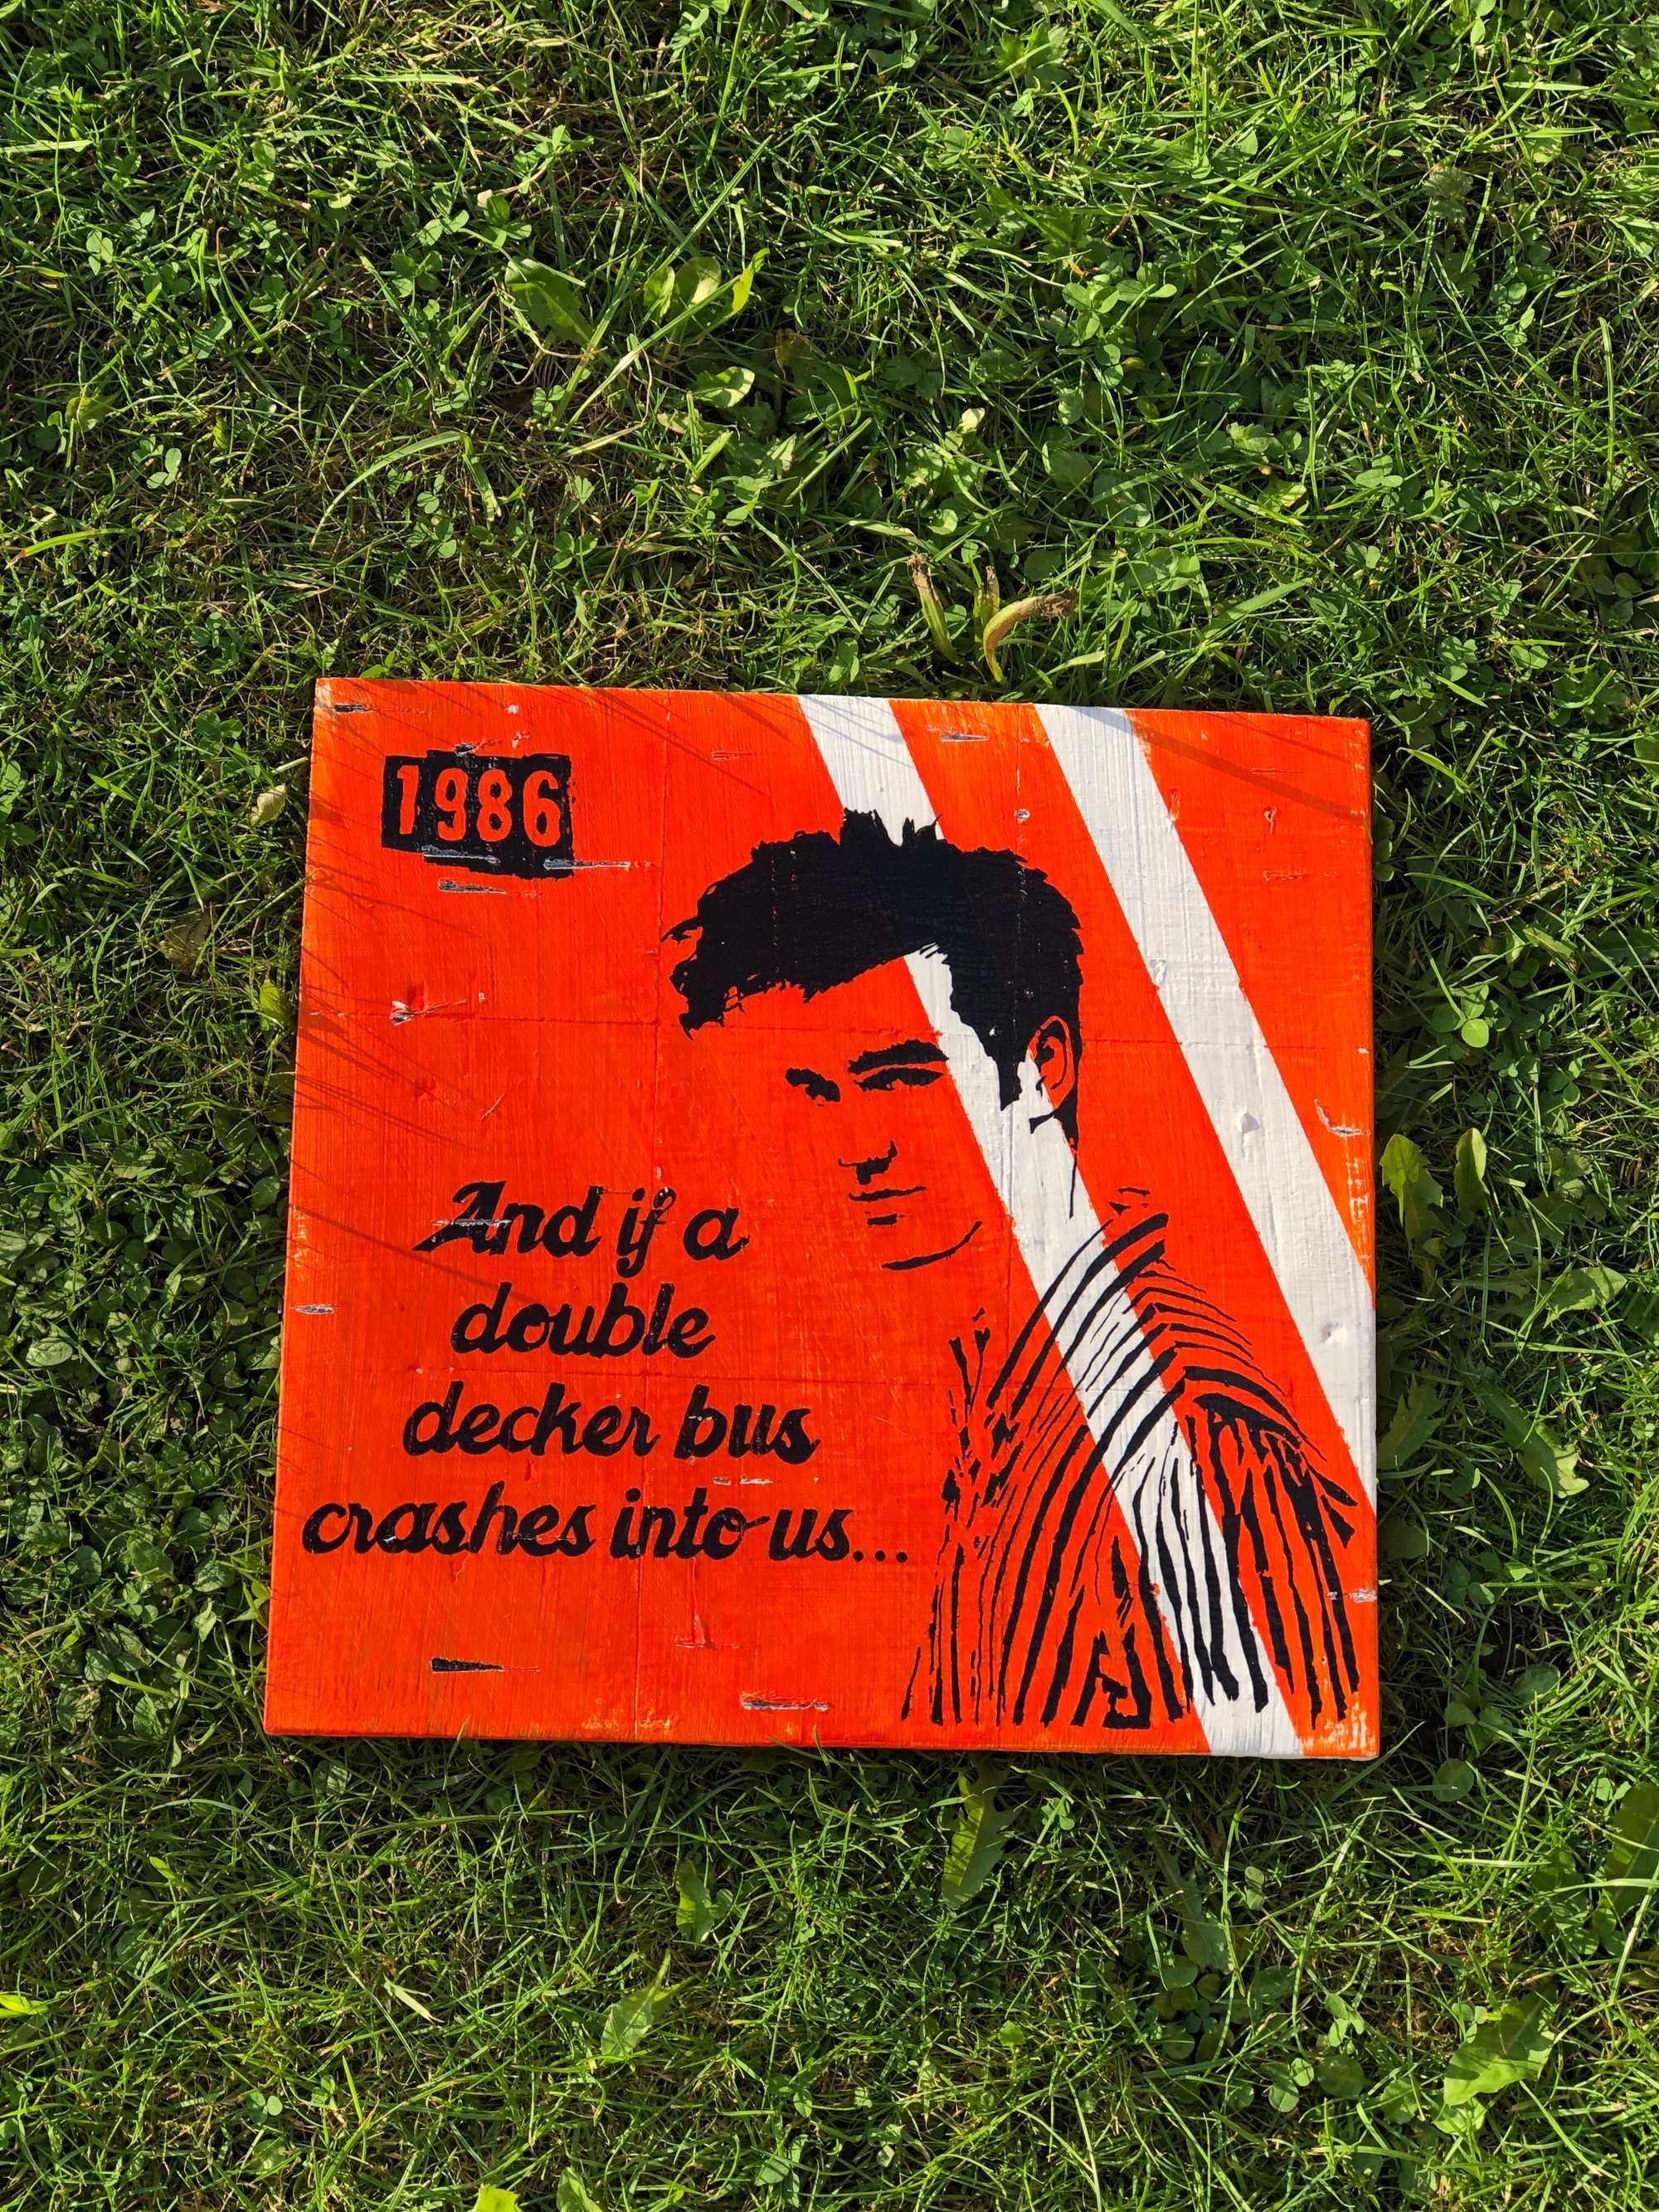 1986
And if a
double
decker bus
crashes into us...